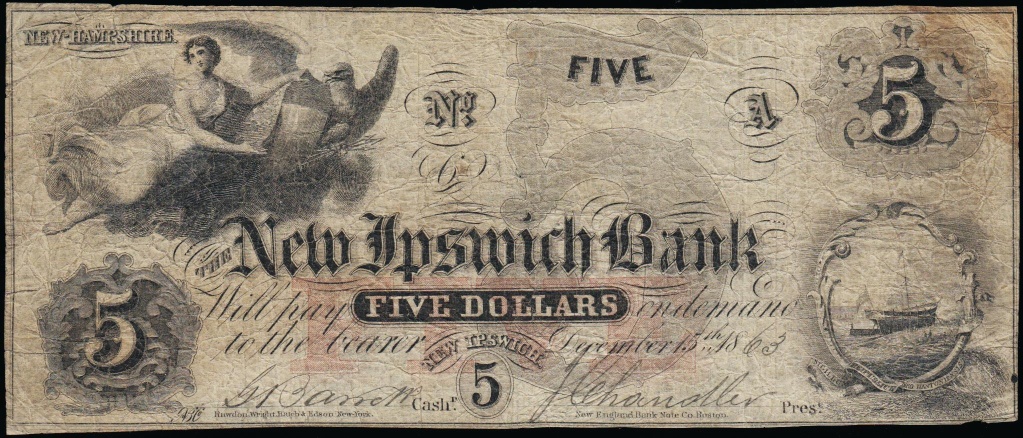 NEW-HAMPSHIRE.
FIVE
5
No
A
THE New Ipswich Bank
5
Will pay FIVE DOLLARS on demand
to the bearer NEW IPSWICH. December 15th 1863
5
Cashr.
J Chandler Prest.
Rawdon, Wright, Hatch & Edson New-York.
New England Bank Note Co. Boston.